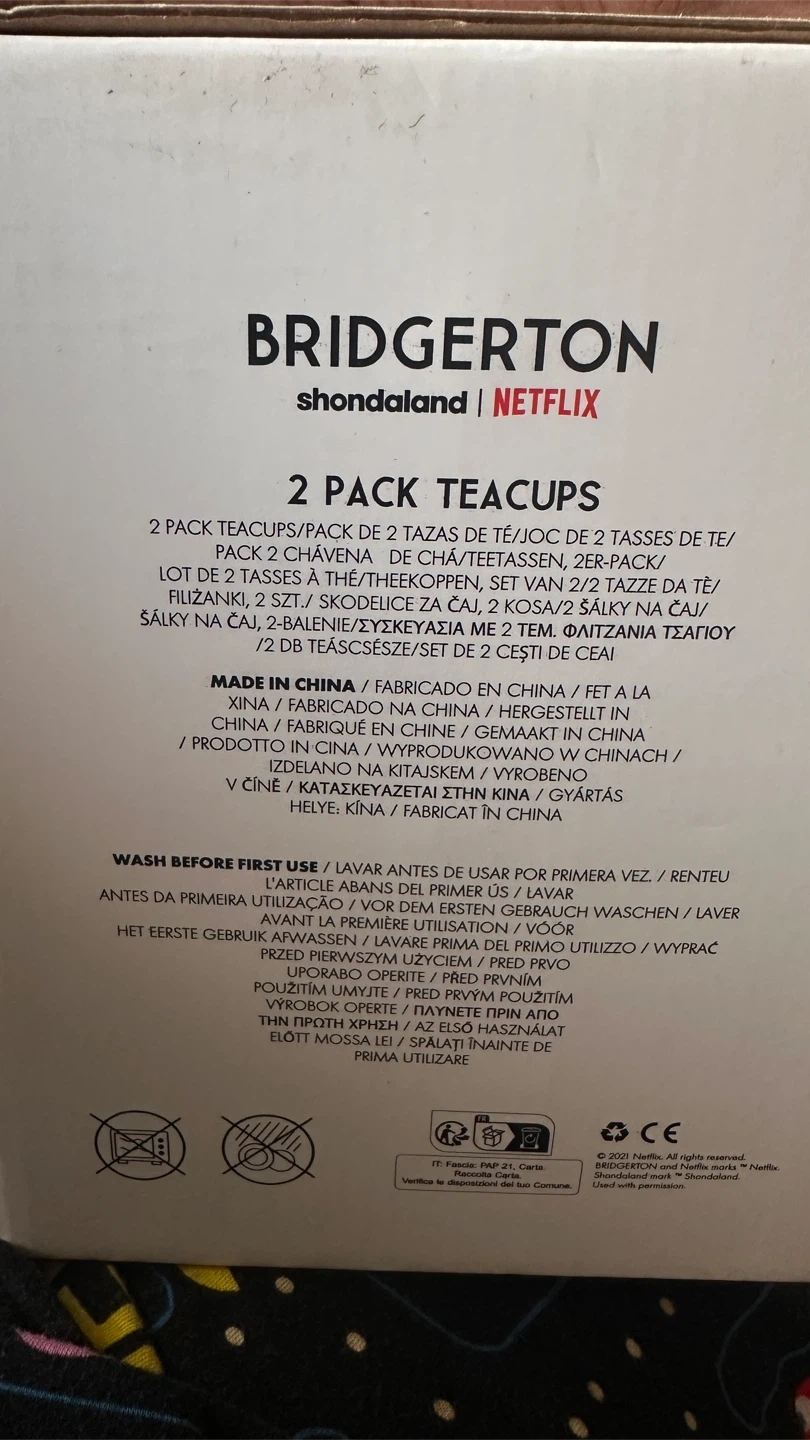 BRIDGERTON
shondaland | NETFLIX
2 PACK TEACUPS
2 PACK TEACUPS/PACK DE 2 TAZAS DE TÉ/JOC DE 2 TASSES DE TE/
PACK 2 CHÁVENA DE CHÁ/TEETASSEN, 2ER-PACK/
LOT DE 2 TASSES À THÉ/THEEKOPPEN, SET VAN 2/2 TAZZE DA TÈ/
FILIŻANKI, 2 SZT./ SKODELICE ZA ČAJ, 2 KOSA/2 ŠÁLKY NA ČAJ/
ŠÁLKY NA ČAJ, 2-BALENIE/ΣΥΣΚΕΥΑΣΙΑ ΜΕ 2 ΤΕΜ. ΦΛΙΤΖΑΝΙΑ ΤΣΑΓΙΟΥ
/2 DB TEÁSCSÉSZE/SET DE 2 CEȘTI DE CEAI
MADE IN CHINA / FABRICADO EN CHINA / FET A LA
XINA / FABRICADO NA CHINA / HERGESTELLT IN
CHINA / FABRIQUÉ EN CHINE / GEMAAKT IN CHINA
/ PRODOTTO IN CINA / WYPRODUKOWANO W CHINACH /
IZDELANO NA KITAJSKEM / VYROBENO
V ČÍNĚ / ΚΑΤΑΣΚΕΥΑΖΕΤΑΙ ΣΤΗΝ ΚΙΝΑ / GYÁRTÁS
HELYE: KÍNA / FABRICAT ÎN CHINA
WASH BEFORE FIRST USE / LAVAR ANTES DE USAR POR PRIMERA VEZ. / RENTEU
L'ARTICLE ABANS DEL PRIMER ÚS / LAVAR
ANTES DA PRIMEIRA UTILIZAÇÃO / VOR DEM ERSTEN GEBRAUCH WASCHEN / LAVER
AVANT LA PREMIÈRE UTILISATION / VÓÓR
HET EERSTE GEBRUIK AFWASSEN / LAVARE PRIMA DEL PRIMO UTILIZZO / WYPRAĆ
PRZED PIERWSZYM UŻYCIEM / PRED PRVO
UPORABO OPERITE / PŘED PRVNÍM
POUŽITÍM UMYJTE / PRED PRVÝM POUŽITÍM
VÝROBOK OPERTE / ΠΛΥΝΕΤΕ ΠΡΙΝ ΑΠΟ
ΤΗΝ ΠΡΩΤΗ ΧΡΗΣΗ / AZ ELSŐ HASZNÁLAT
ELŐTT MOSSA LEI / SPĂLAȚI ÎNAINTE DE
PRIMA UTILIZARE
FR
IT: Fascia: PAP 21, Carta.
Raccolta Carta.
Verifica le disposizioni del tuo Comune.
CE
© 2021 Netflix. All rights reserved.
BRIDGERTON and Netflix marks ™ Netflix.
Shondaland mark ™ Shondaland.
Used with permission.